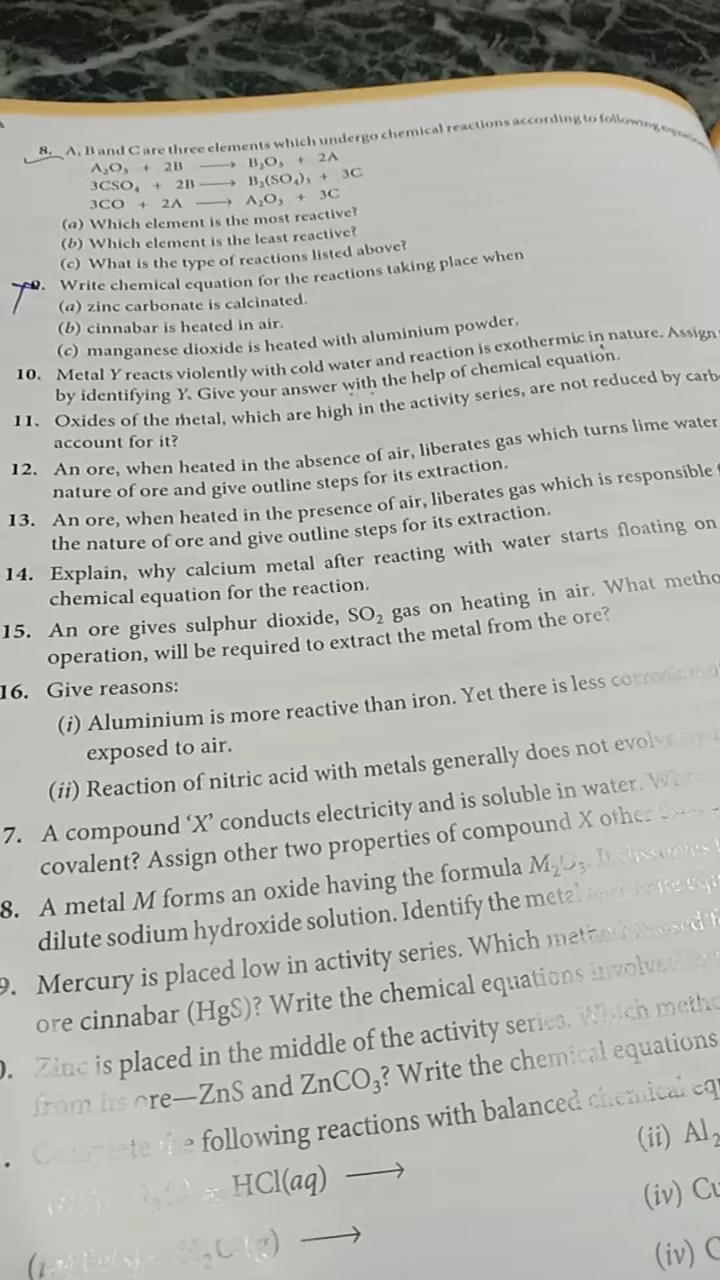 8. A, B and C are three elements which undergo chemical reactions according to following
A₂O₃ + 2B ⟶ B₂O₃ + 2A
3CSO₄ + 2B ⟶ B₂(SO₄)₃ + 3C
3CO + 2A ⟶ A₂O₃ + 3C
(a) Which element is the most reactive?
(b) Which element is the least reactive?
(c) What is the type of reactions listed above?
9. Write chemical equation for the reactions taking place when
(a) zinc carbonate is calcinated.
(b) cinnabar is heated in air.
(c) manganese dioxide is heated with aluminium powder.
10. Metal Y reacts violently with cold water and reaction is exothermic in nature. Assign
by identifying Y. Give your answer with the help of chemical equation.
11. Oxides of the metal, which are high in the activity series, are not reduced by carb
account for it?
12. An ore, when heated in the absence of air, liberates gas which turns lime water
nature of ore and give outline steps for its extraction.
13. An ore, when heated in the presence of air, liberates gas which is responsible
the nature of ore and give outline steps for its extraction.
14. Explain, why calcium metal after reacting with water starts floating on
chemical equation for the reaction.
15. An ore gives sulphur dioxide, SO₂ gas on heating in air. What metho
operation, will be required to extract the metal from the ore?
16. Give reasons:
(i) Aluminium is more reactive than iron. Yet there is less
exposed to air.
(ii) Reaction of nitric acid with metals generally does not evolve
7. A compound ‘X’ conducts electricity and is soluble in water.
covalent? Assign other two properties of compound X other
8. A metal M forms an oxide having the formula M₂O₃.
dilute sodium hydroxide solution. Identify the metal
9. Mercury is placed low in activity series. Which
ore cinnabar (HgS)? Write the chemical equations involved
Zinc is placed in the middle of the activity series. Which metho
from its ore—ZnS and ZnCO₃? Write the chemical equations
following reactions with balanced chemical eq
HCl(aq) ⟶ (ii) Al₂
(iv) Cu
⟶ (iv) C